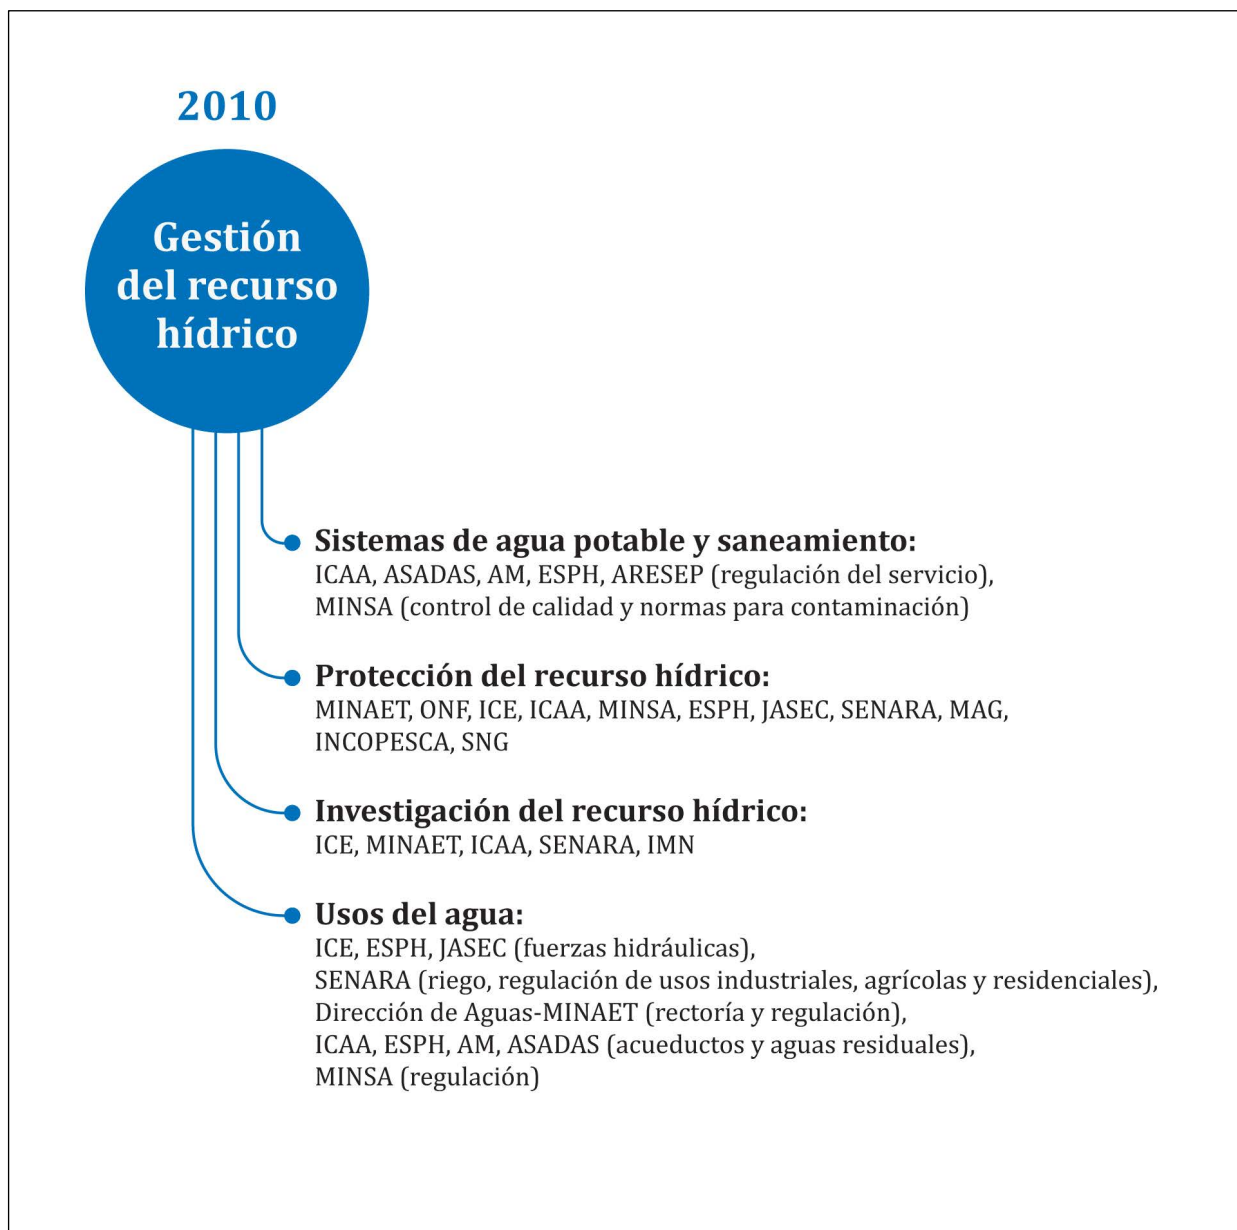 2010
Gestión
del recurso
hídrico
Sistemas de agua potable y saneamiento:
ICAA, ASADAS, AM, ESPH, ARESEP (regulación del servicio),
MINSA (control de calidad y normas para contaminación)
Protección del recurso hídrico:
MINAET, ONF, ICE, ICAA, MINSA, ESPH, JASEC, SENARA, MAG,
INCOPESCA, SNG
Investigación del recurso hídrico:
ICE, MINAET, ICAA, SENARA, IMN
Usos del agua:
ICE, ESPH, JASEC (fuerzas hidráulicas),
SENARA (riego, regulación de usos industriales, agrícolas y residenciales),
Dirección de Aguas-MINAET (rectoría y regulación),
ICAA, ESPH, AM, ASADAS (acueductos y aguas residuales),
MINSA (regulación)